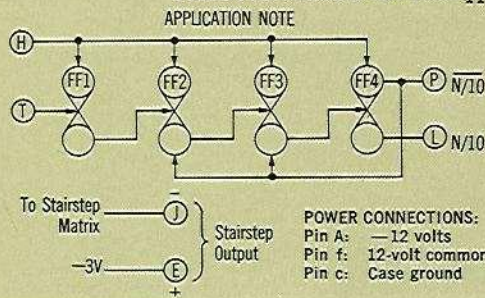 APPLICATION NOTE
H
FF1 FF2 FF3 FF4
P N/10
T
L N/10
To Stairstep
Matrix
J
−
Stairstep
Output
−3V
E
+
POWER CONNECTIONS:
Pin A: —12 volts
Pin f: 12-volt common
Pin c: Case ground